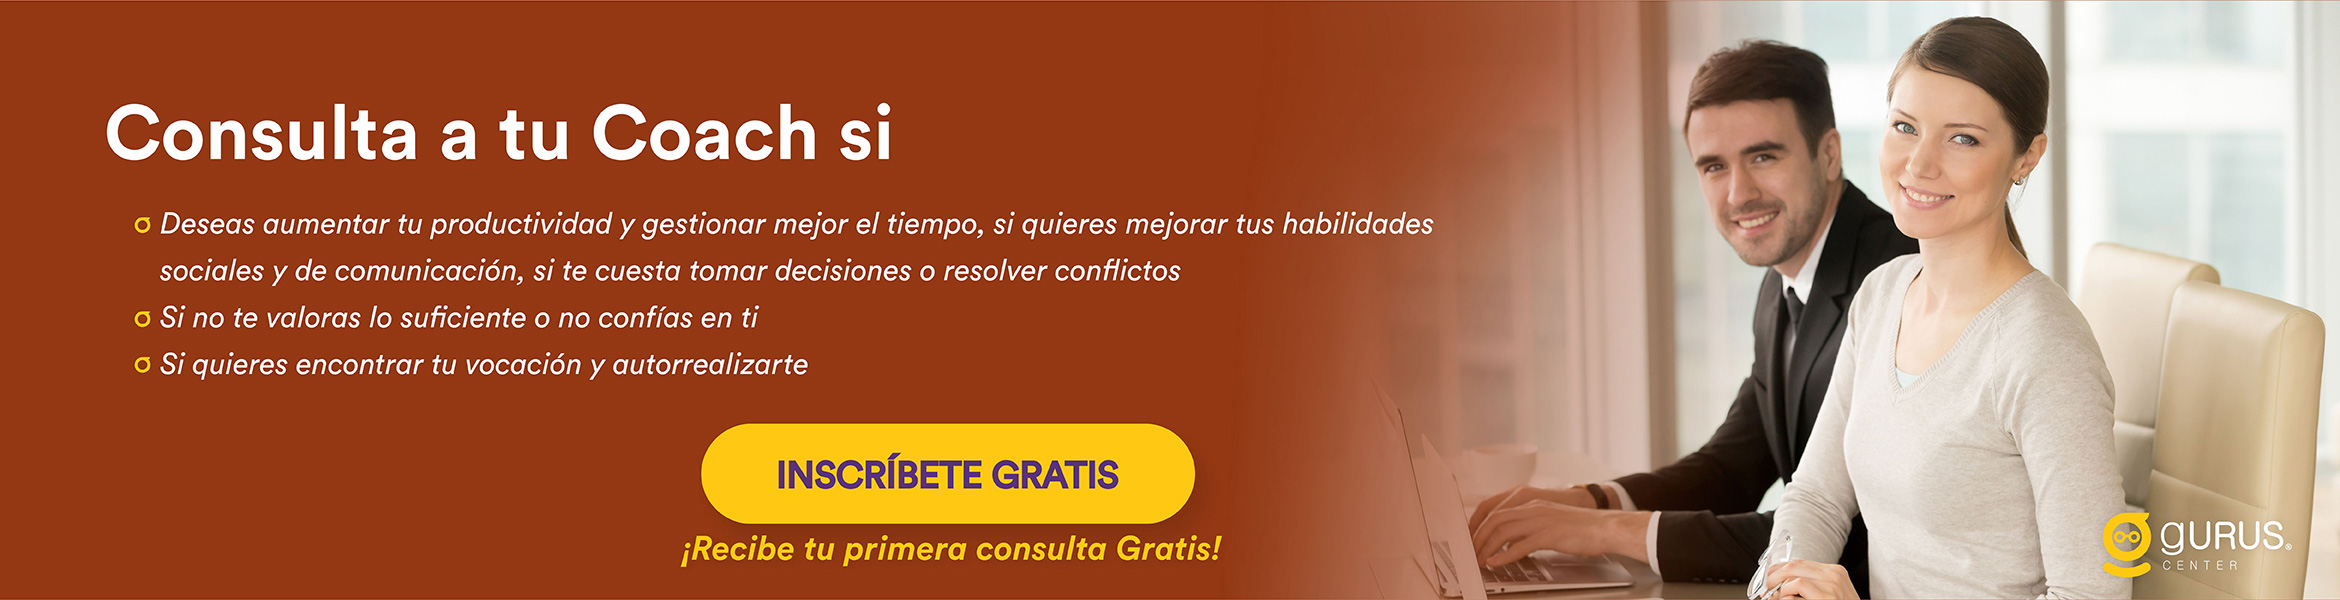 Consulta a tu Coach si
Deseas aumentar tu productividad y gestionar mejor el tiempo, si quieres mejorar tus habilidades
sociales y de comunicación, si te cuesta tomar decisiones o resolver conflictos
Si no te valoras lo suficiente o no confías en ti
Si quieres encontrar tu vocación y autorrealizarte
INSCRÍBETE GRATIS
¡Recibe tu primera consulta Gratis!
gURUS®
CENTER